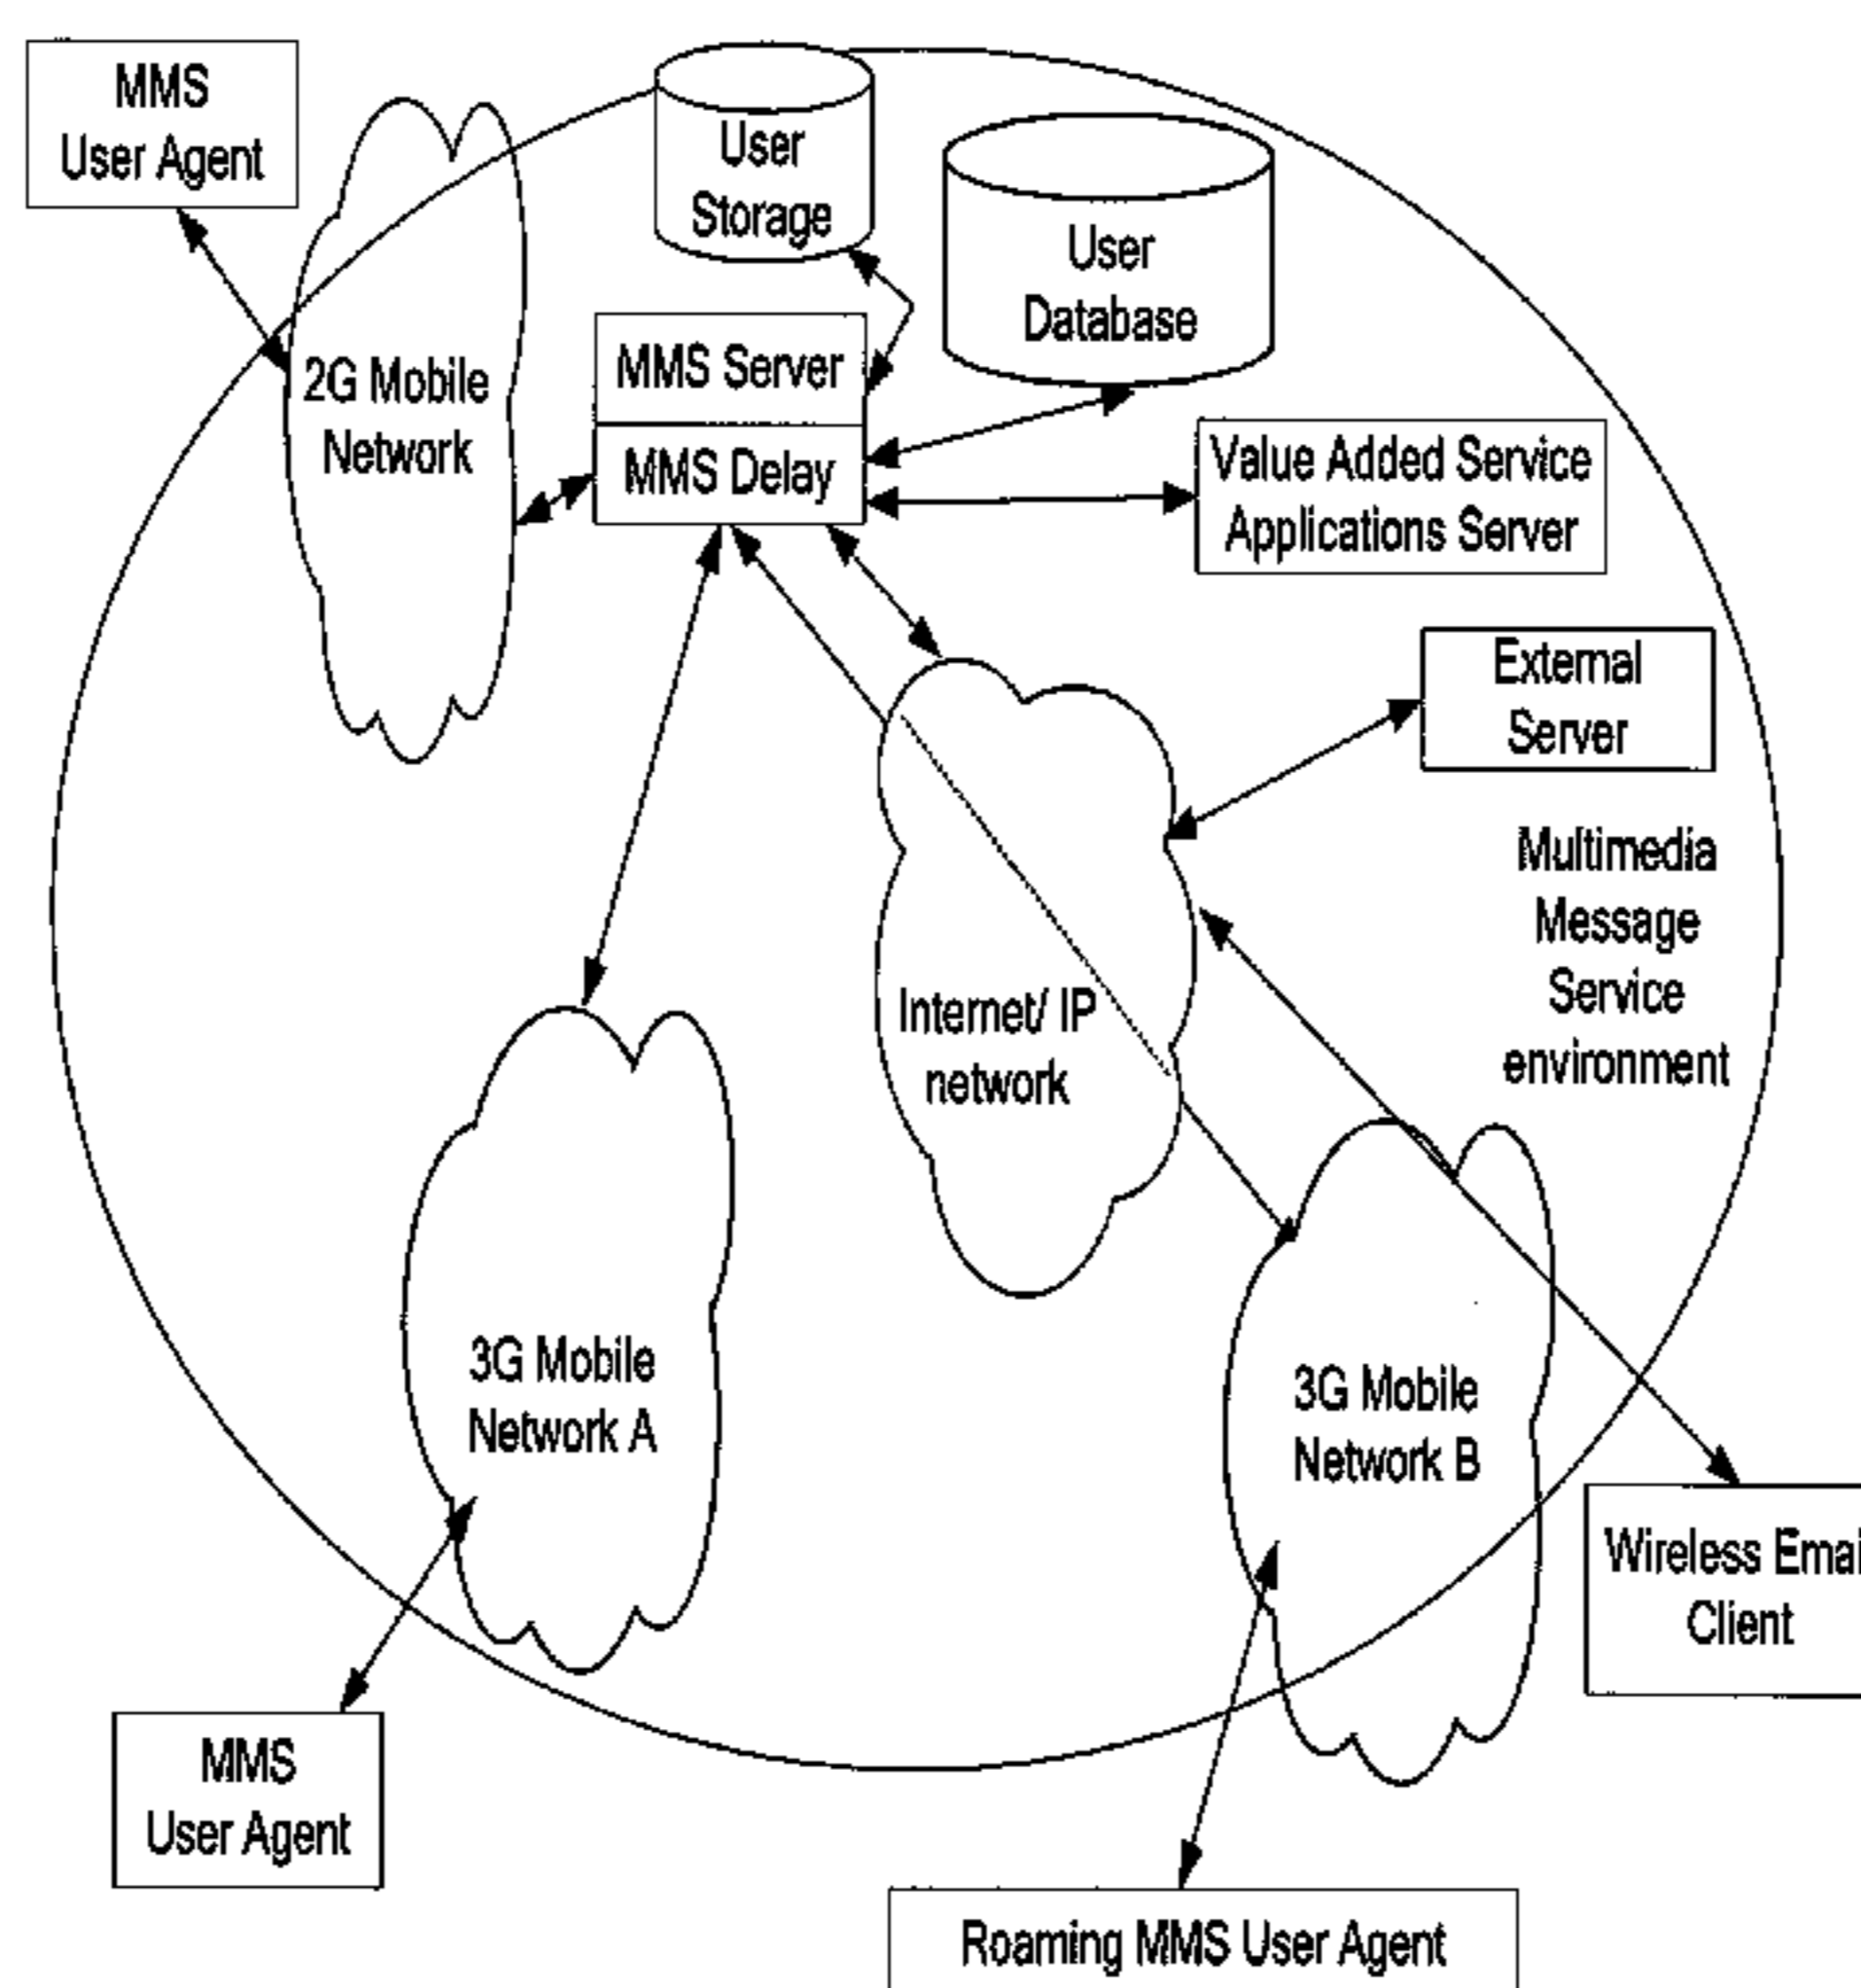 MMS
User Agent
User
Storage
User
Database
2G Mobile
Network
MMS Server
MMS Delay
Value Added Service
Applications Server
External
Server
Multimedia
Message
Service
environment
Internet/ IP
network
3G Mobile
Network A
3G Mobile
Network B
Wireless Emai
Client
MMS
User Agent
Roaming MMS User Agent